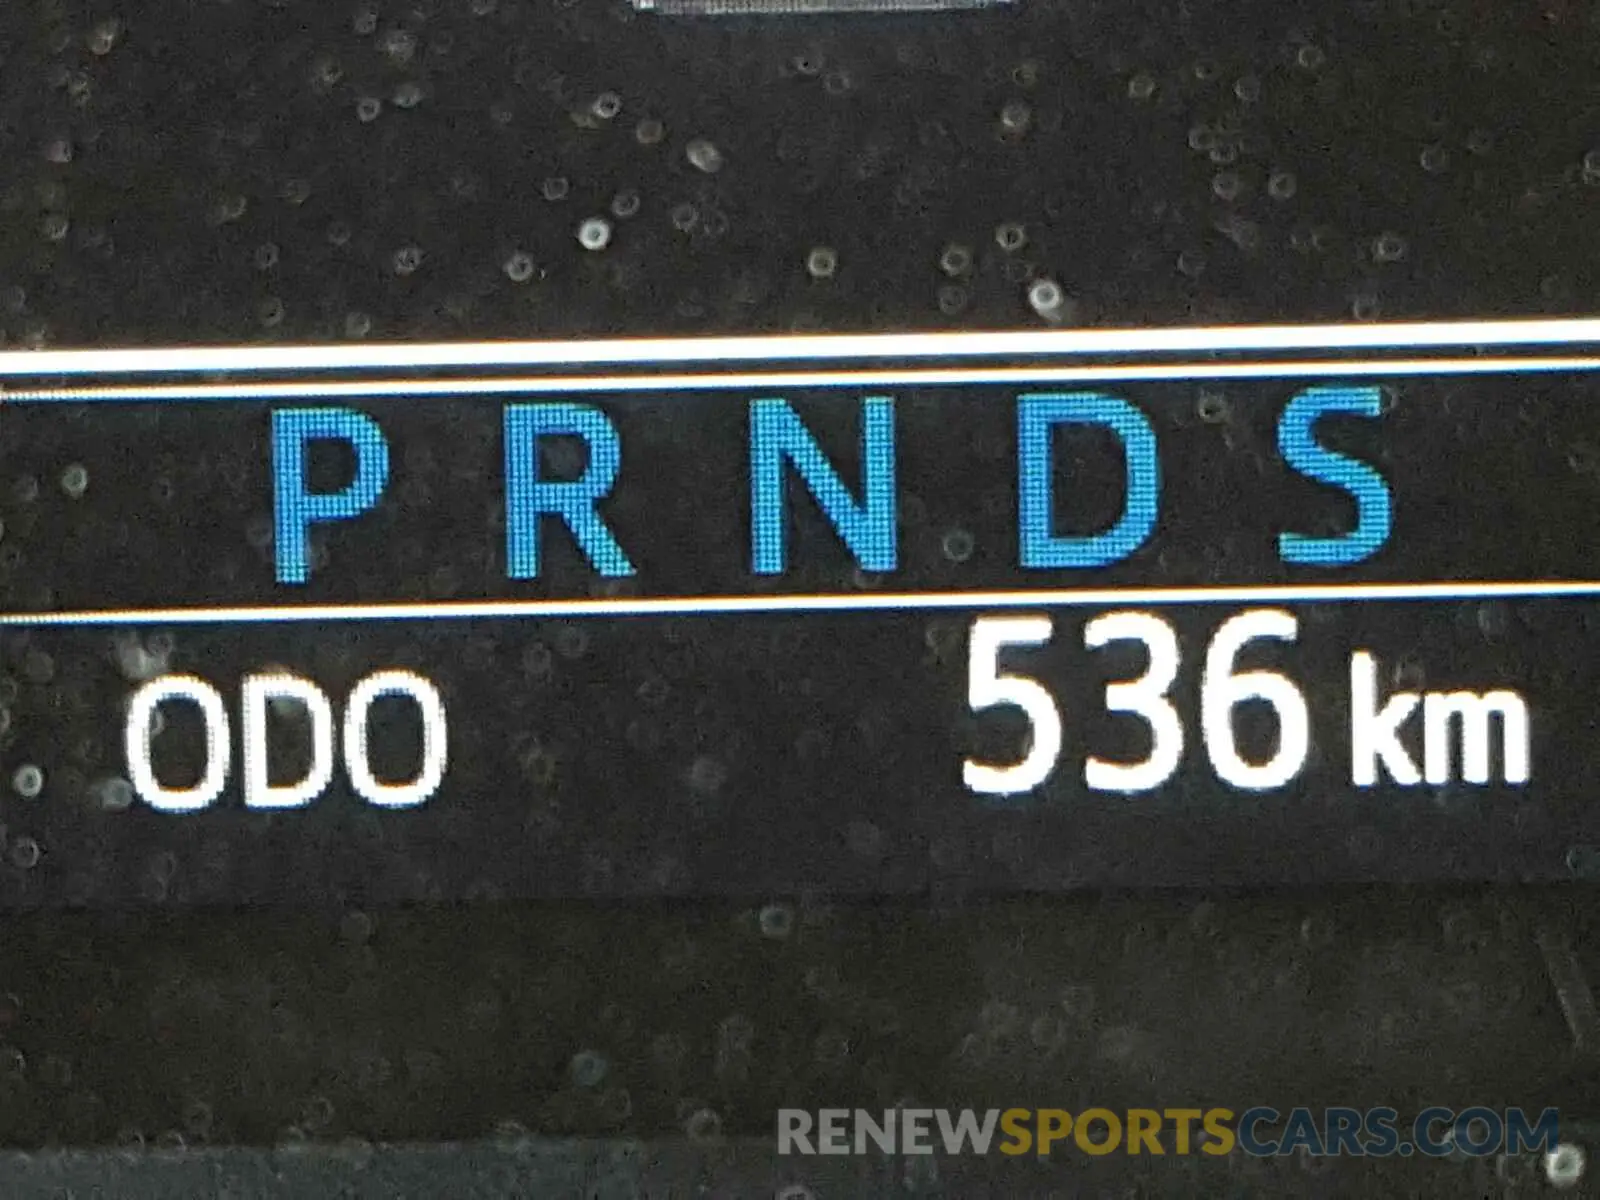 P R N D S
ODO 536 km
RENEWSPORTSCARS.COM